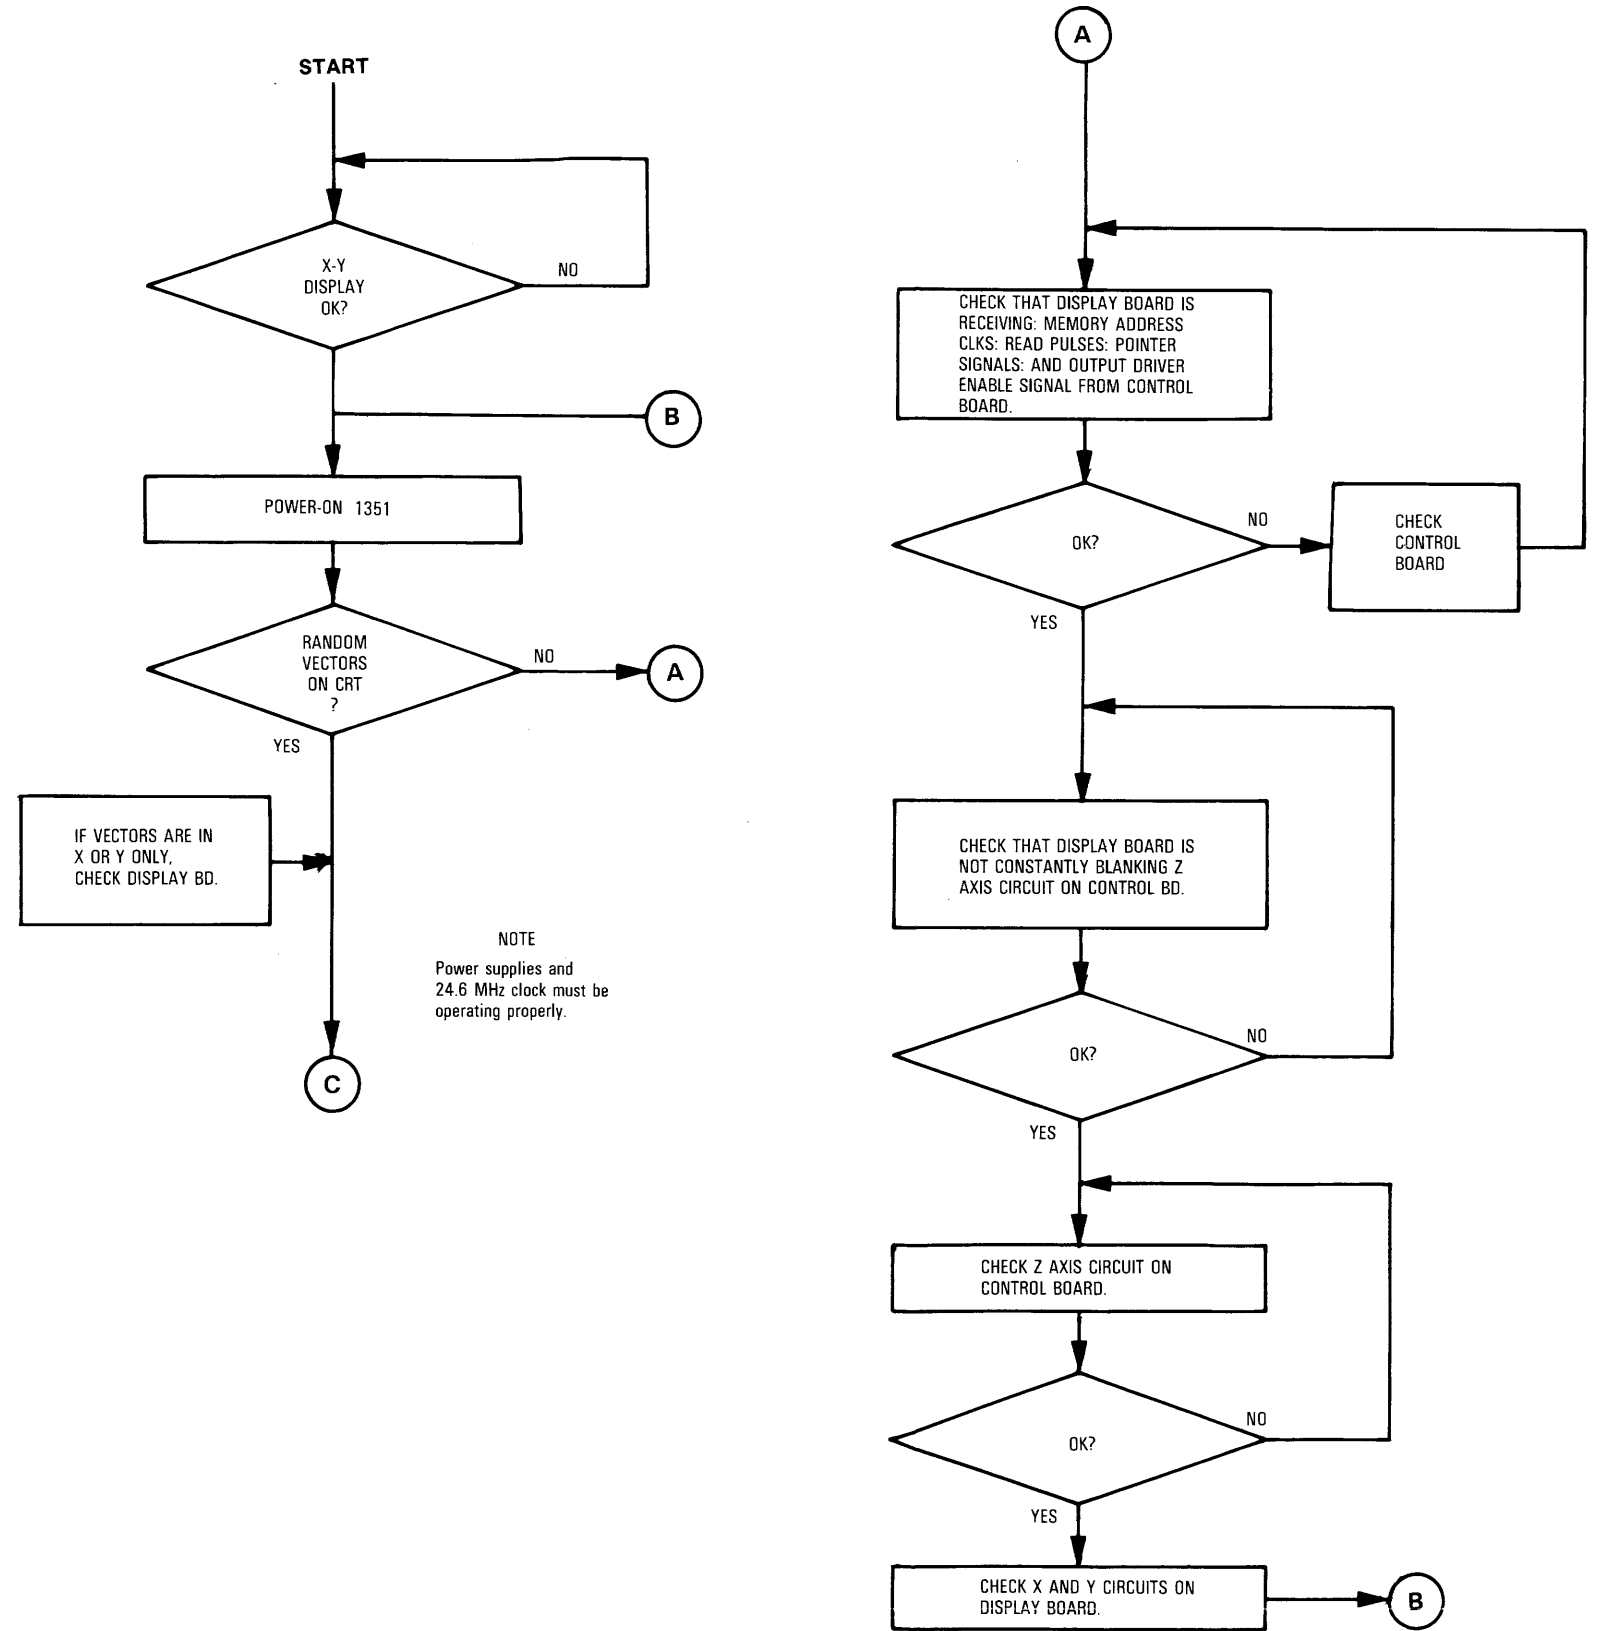 START
X-Y
DISPLAY
OK?
NO
B
POWER-ON 1351
RANDOM
VECTORS
ON CRT
?
NO
A
YES
IF VECTORS ARE IN
X OR Y ONLY,
CHECK DISPLAY BD.
NOTE
Power supplies and
24.6 MHz clock must be
operating properly.
C
A
CHECK THAT DISPLAY BOARD IS
RECEIVING: MEMORY ADDRESS
CLKS: READ PULSES: POINTER
SIGNALS: AND OUTPUT DRIVER
ENABLE SIGNAL FROM CONTROL
BOARD.
OK?
NO
CHECK
CONTROL
BOARD
YES
CHECK THAT DISPLAY BOARD IS
NOT CONSTANTLY BLANKING Z
AXIS CIRCUIT ON CONTROL BD.
OK?
NO
YES
CHECK Z AXIS CIRCUIT ON
CONTROL BOARD.
OK?
NO
YES
CHECK X AND Y CIRCUITS ON
DISPLAY BOARD.
B